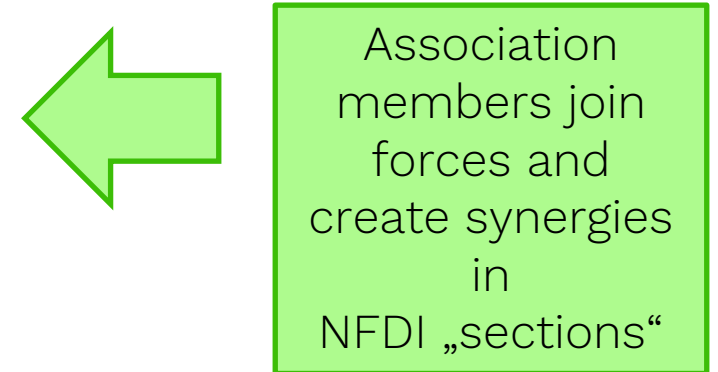 Association
members join
forces and
create synergies
in
NFDI „sections“